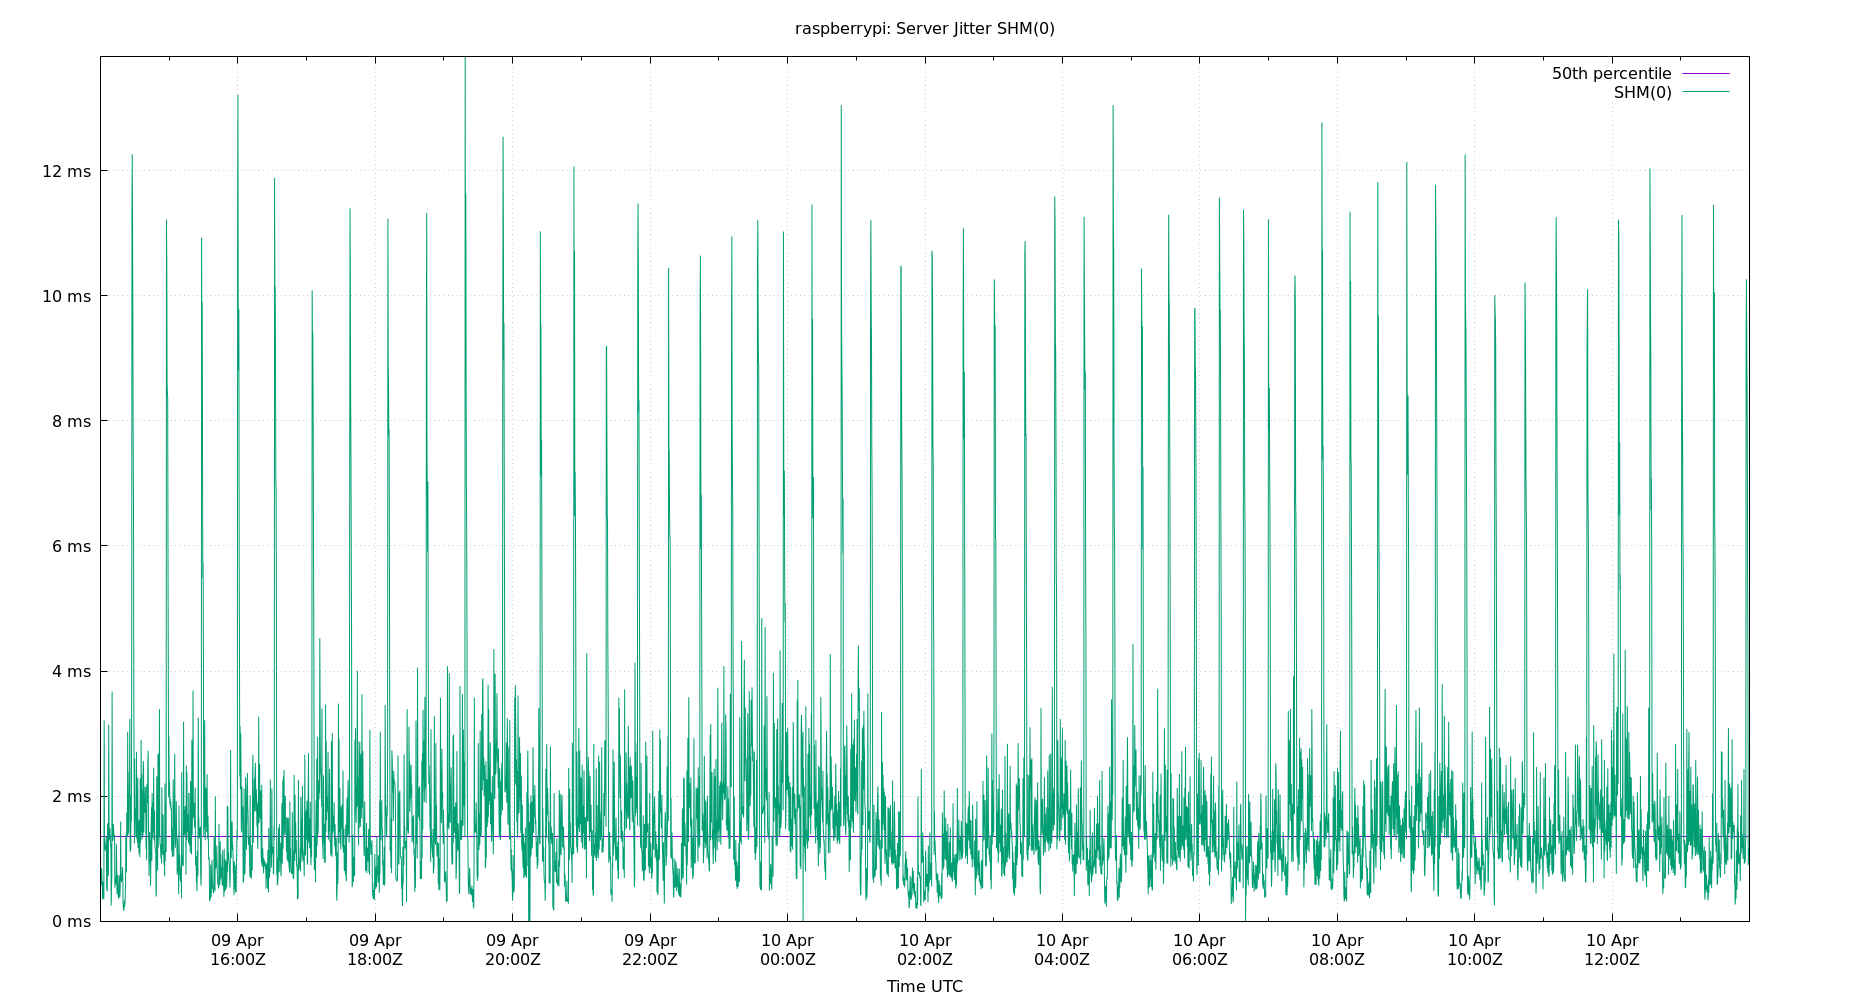 raspberrypi: Server Jitter SHM(0)
50th percentile
SHM(0)
12 ms
10 ms
8 ms
6 ms
4 ms
2 ms
0 ms
09 Apr 09 Apr 09 Apr 09 Apr 10 Apr 10 Apr 10 Apr 10 Apr 10 Apr 10 Apr 10 Apr
16:00Z 18:00Z 20:00Z 22:00Z 00:00Z 02:00Z 04:00Z 06:00Z 08:00Z 10:00Z 12:00Z
Time UTC